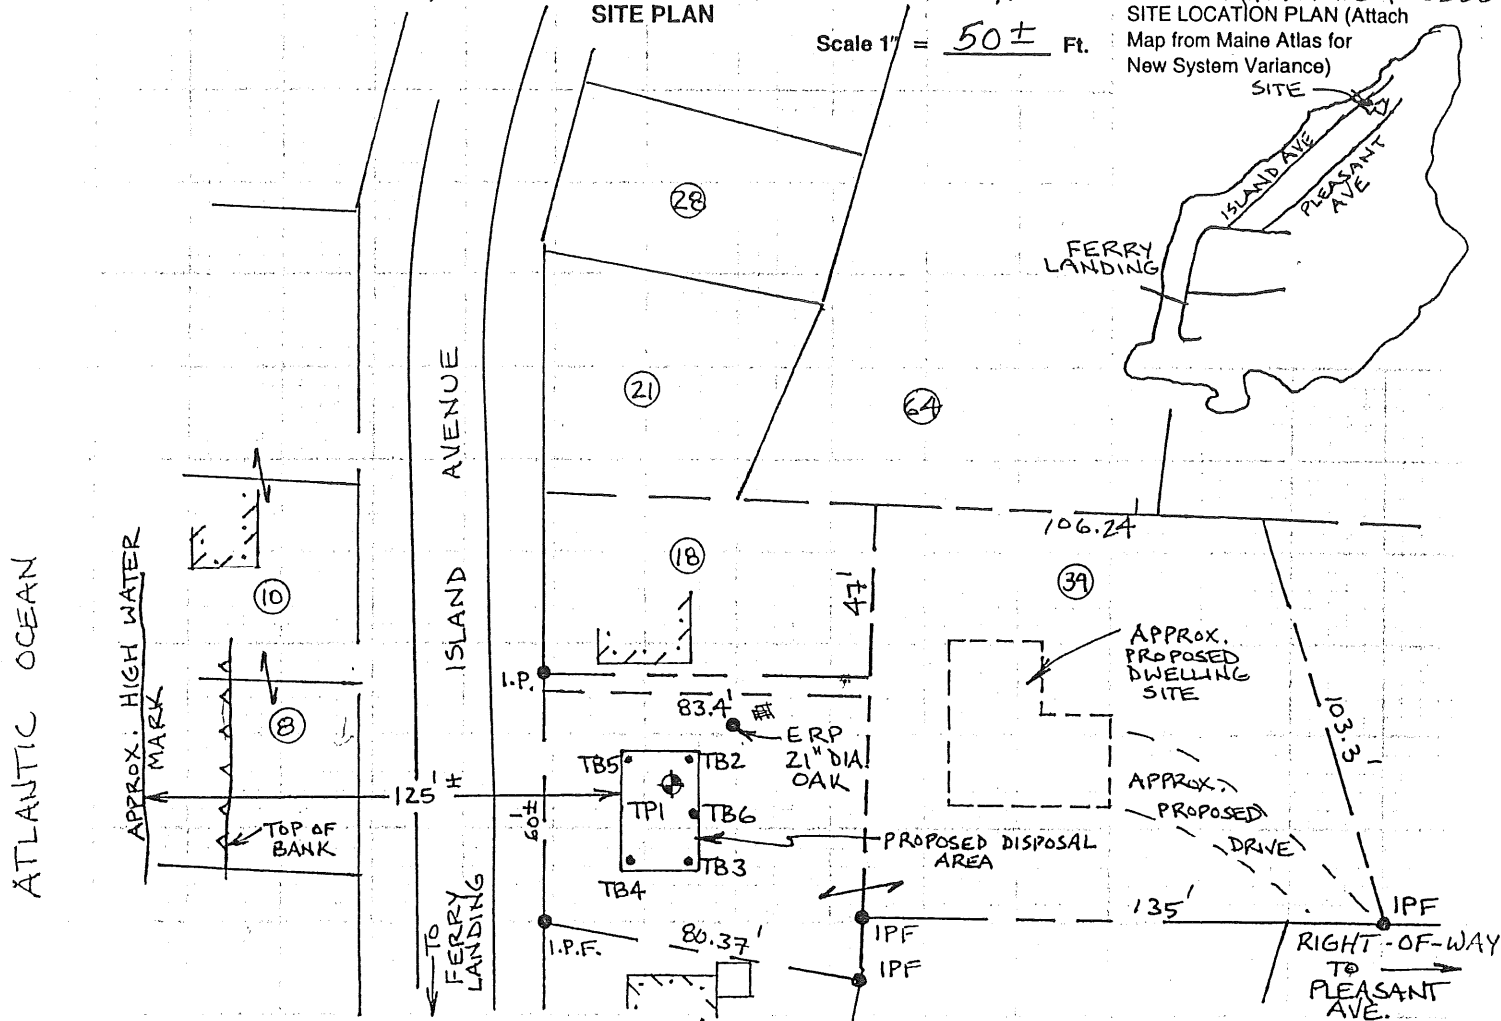 SITE PLAN
Scale 1" = 50± Ft.
SITE LOCATION PLAN (Attach
Map from Maine Atlas for
New System Variance)
SITE
ISLAND AVE
PLEASANT
AVE
FERRY
LANDING
28
21
64
ISLAND AVENUE
106.24'
18
47'
39
10
APPROX. HIGH WATER
MARK
ATLANTIC OCEAN
APPROX.
PROPOSED
DWELLING
SITE
I.P.
83.4'
103.3'
8
ERP
21" DIA
OAK
TB5
TB2
125'
60'±
TP1
TB6
APPROX.
PROPOSED
DRIVE
TOP OF
BANK
PROPOSED DISPOSAL
AREA
TB4
TB3
135'
IPF
I.P.F.
80.37'
IPF
IPF
TO
FERRY
LANDING
RIGHT-OF-WAY
TO
PLEASANT
AVE.